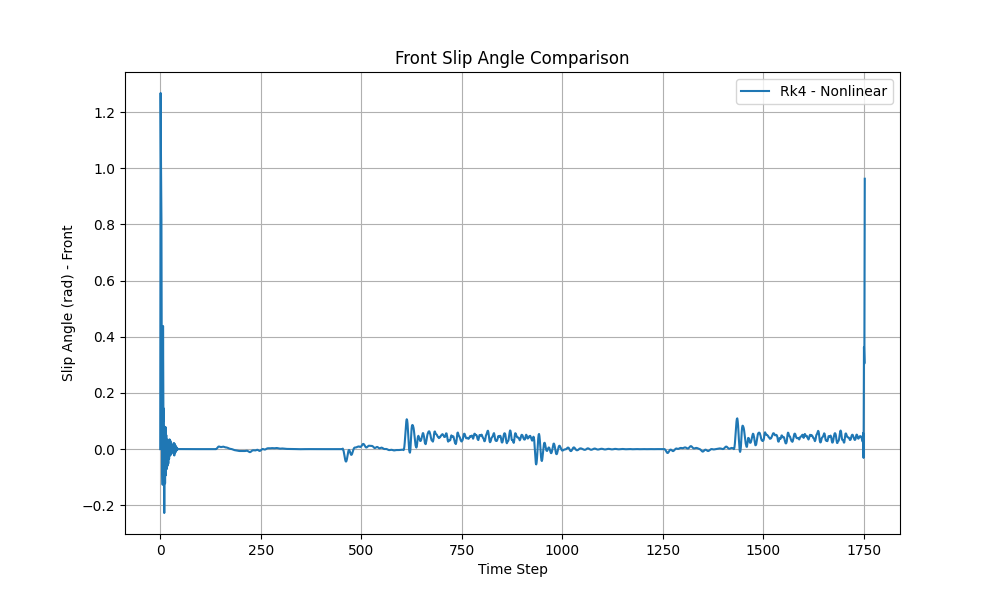 Front Slip Angle Comparison
Rk4 - Nonlinear
Slip Angle (rad) - Front
1.2
1.0
0.8
0.6
0.4
0.2
0.0
−0.2
0 250 500 750 1000 1250 1500 1750
Time Step